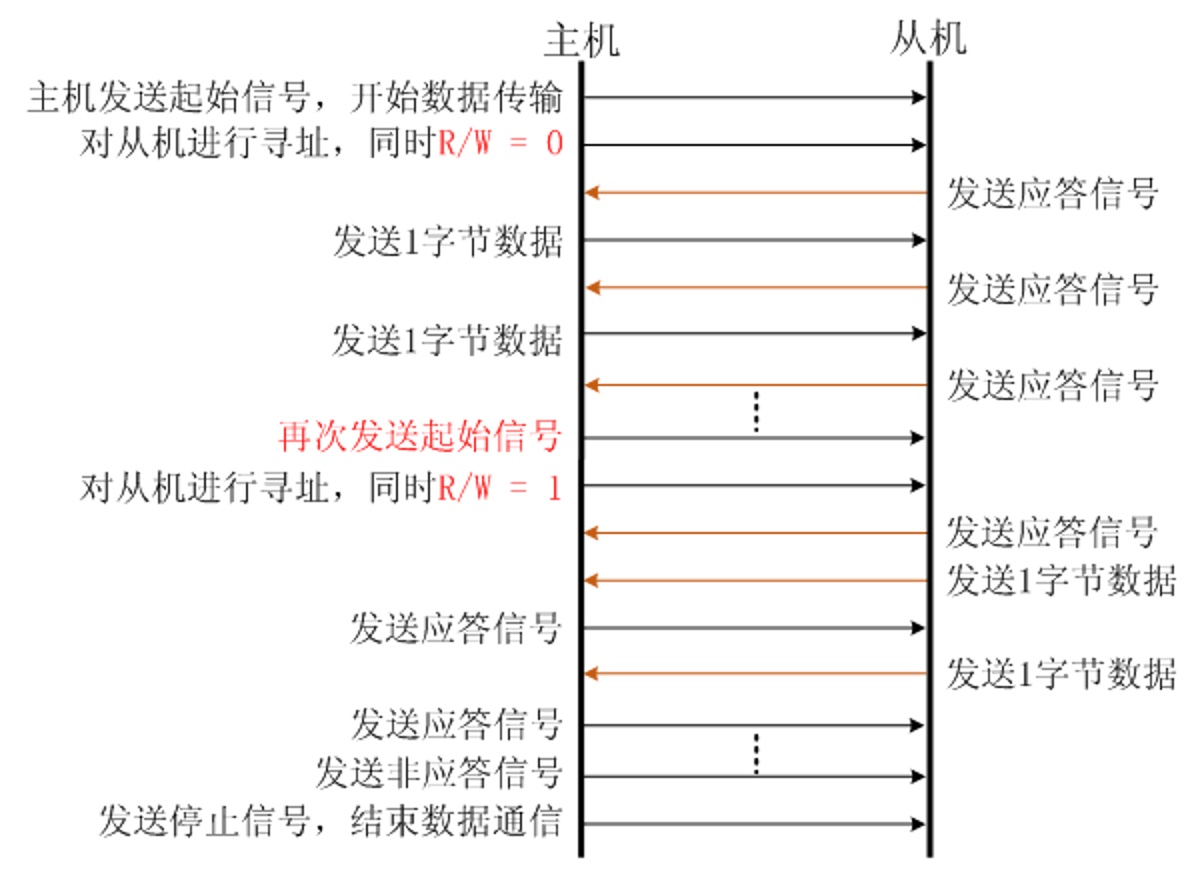 主机 从机
主机发送起始信号，开始数据传输
对从机进行寻址，同时R/W = 0
发送应答信号
发送1字节数据
发送应答信号
发送1字节数据
发送应答信号
再次发送起始信号
对从机进行寻址，同时R/W = 1
发送应答信号
发送1字节数据
发送应答信号
发送1字节数据
发送应答信号
发送非应答信号
发送停止信号，结束数据通信